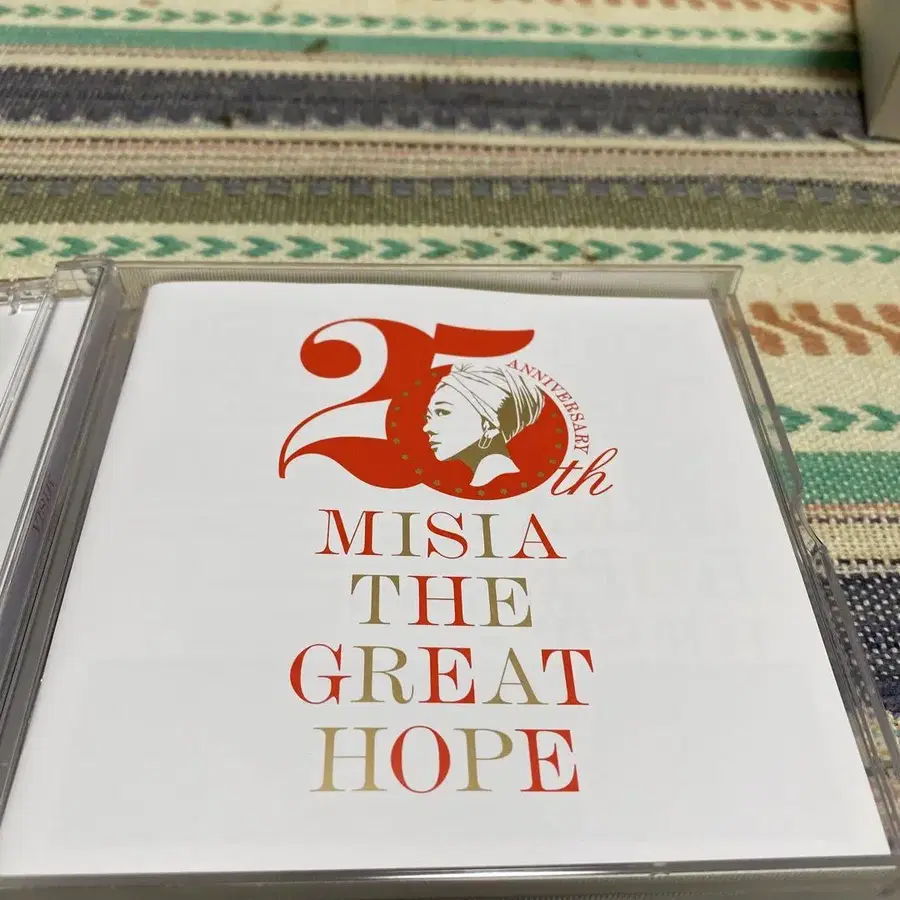 25th
ANNIVERSARY
MISIA
THE
GREAT
HOPE